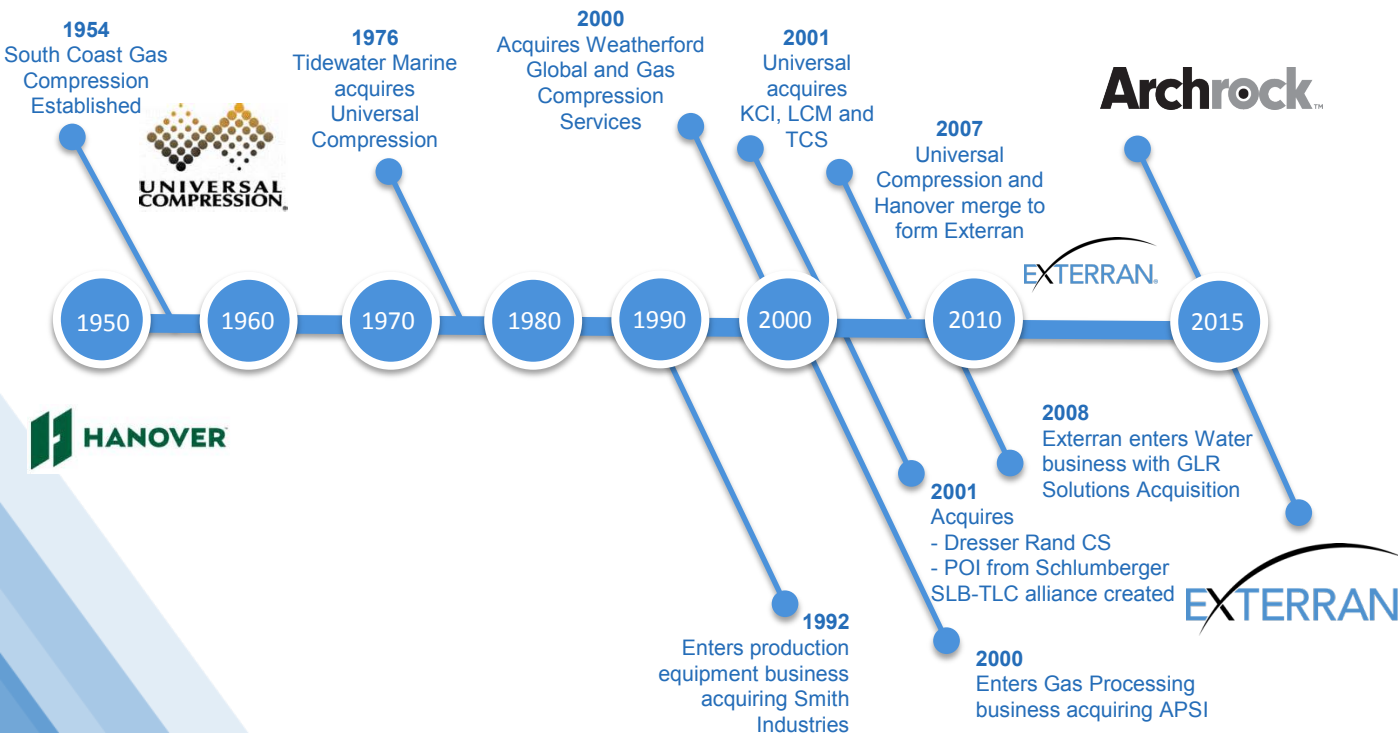 1954
South Coast Gas
Compression
Established
UNIVERSAL
COMPRESSION®
1976
Tidewater Marine
acquires
Universal
Compression
2000
Acquires Weatherford
Global and Gas
Compression
Services
2001
Universal
acquires
KCI, LCM and
TCS
2007
Universal
Compression and
Hanover merge to
form Exterran
EXTERRAN®
Archrock™
1950
1960
1970
1980
1990
2000
2010
2015
HANOVER
1992
Enters production
equipment business
acquiring Smith
Industries
2000
Enters Gas Processing
business acquiring APSI
2001
Acquires
- Dresser Rand CS
- POI from Schlumberger
SLB-TLC alliance created
2008
Exterran enters Water
business with GLR
Solutions Acquisition
EXTERRAN